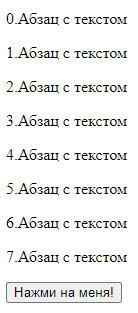 0.Абзац с текстом
1.Абзац с текстом
2.Абзац с текстом
3.Абзац с текстом
4.Абзац с текстом
5.Абзац с текстом
6.Абзац с текстом
7.Абзац с текстом
Нажми на меня!